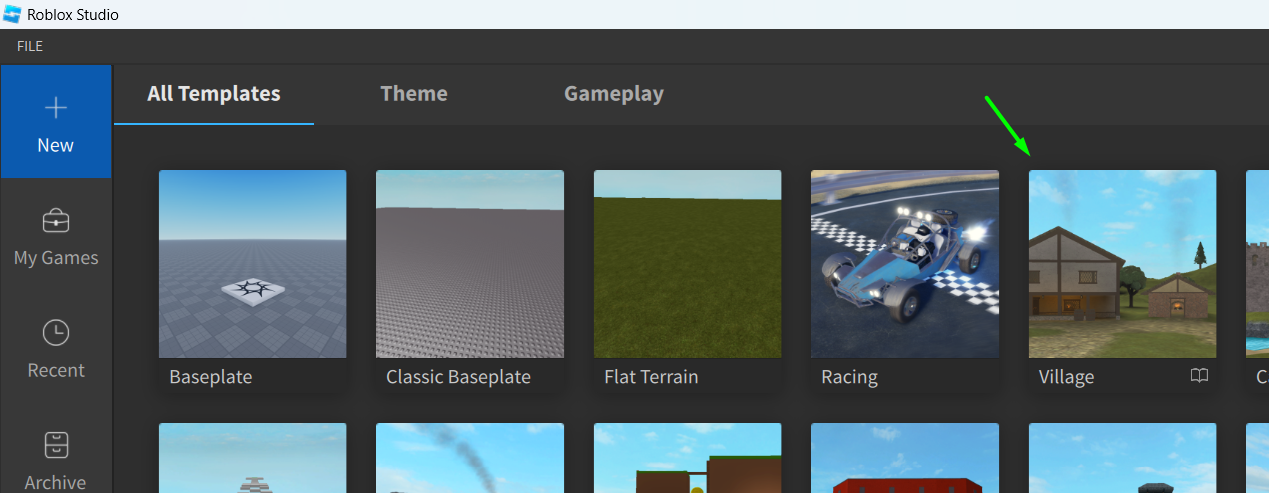 Roblox Studio
FILE
New
My Games
Recent
Archive
All Templates
Theme
Gameplay
Baseplate
Classic Baseplate
Flat Terrain
Racing
Village